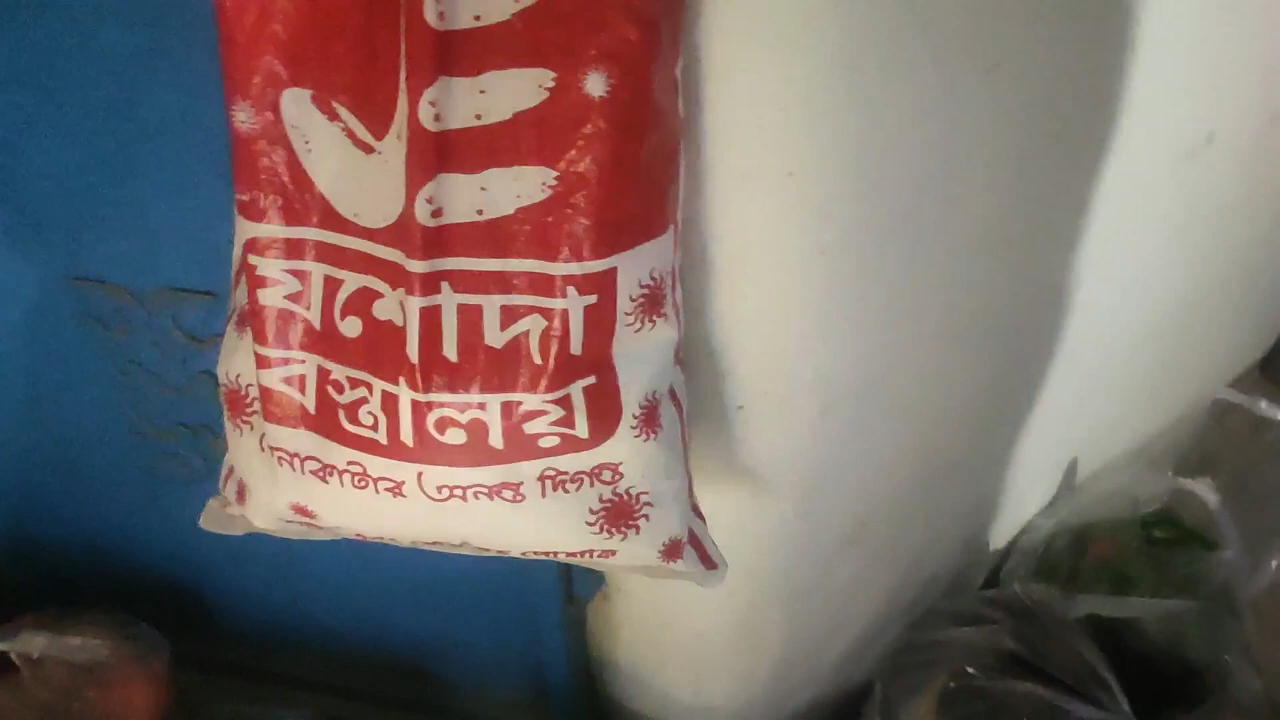 যশোদা
বস্ত্রালয়
কেনাকাটার অনন্ত দিগন্ত
পোশাক